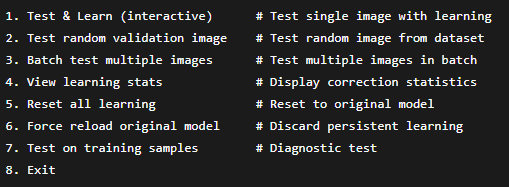 1. Test & Learn (interactive) # Test single image with learning
2. Test random validation image # Test random image from dataset
3. Batch test multiple images # Test multiple images in batch
4. View learning stats # Display correction statistics
5. Reset all learning # Reset to original model
6. Force reload original model # Discard persistent learning
7. Test on training samples # Diagnostic test
8. Exit